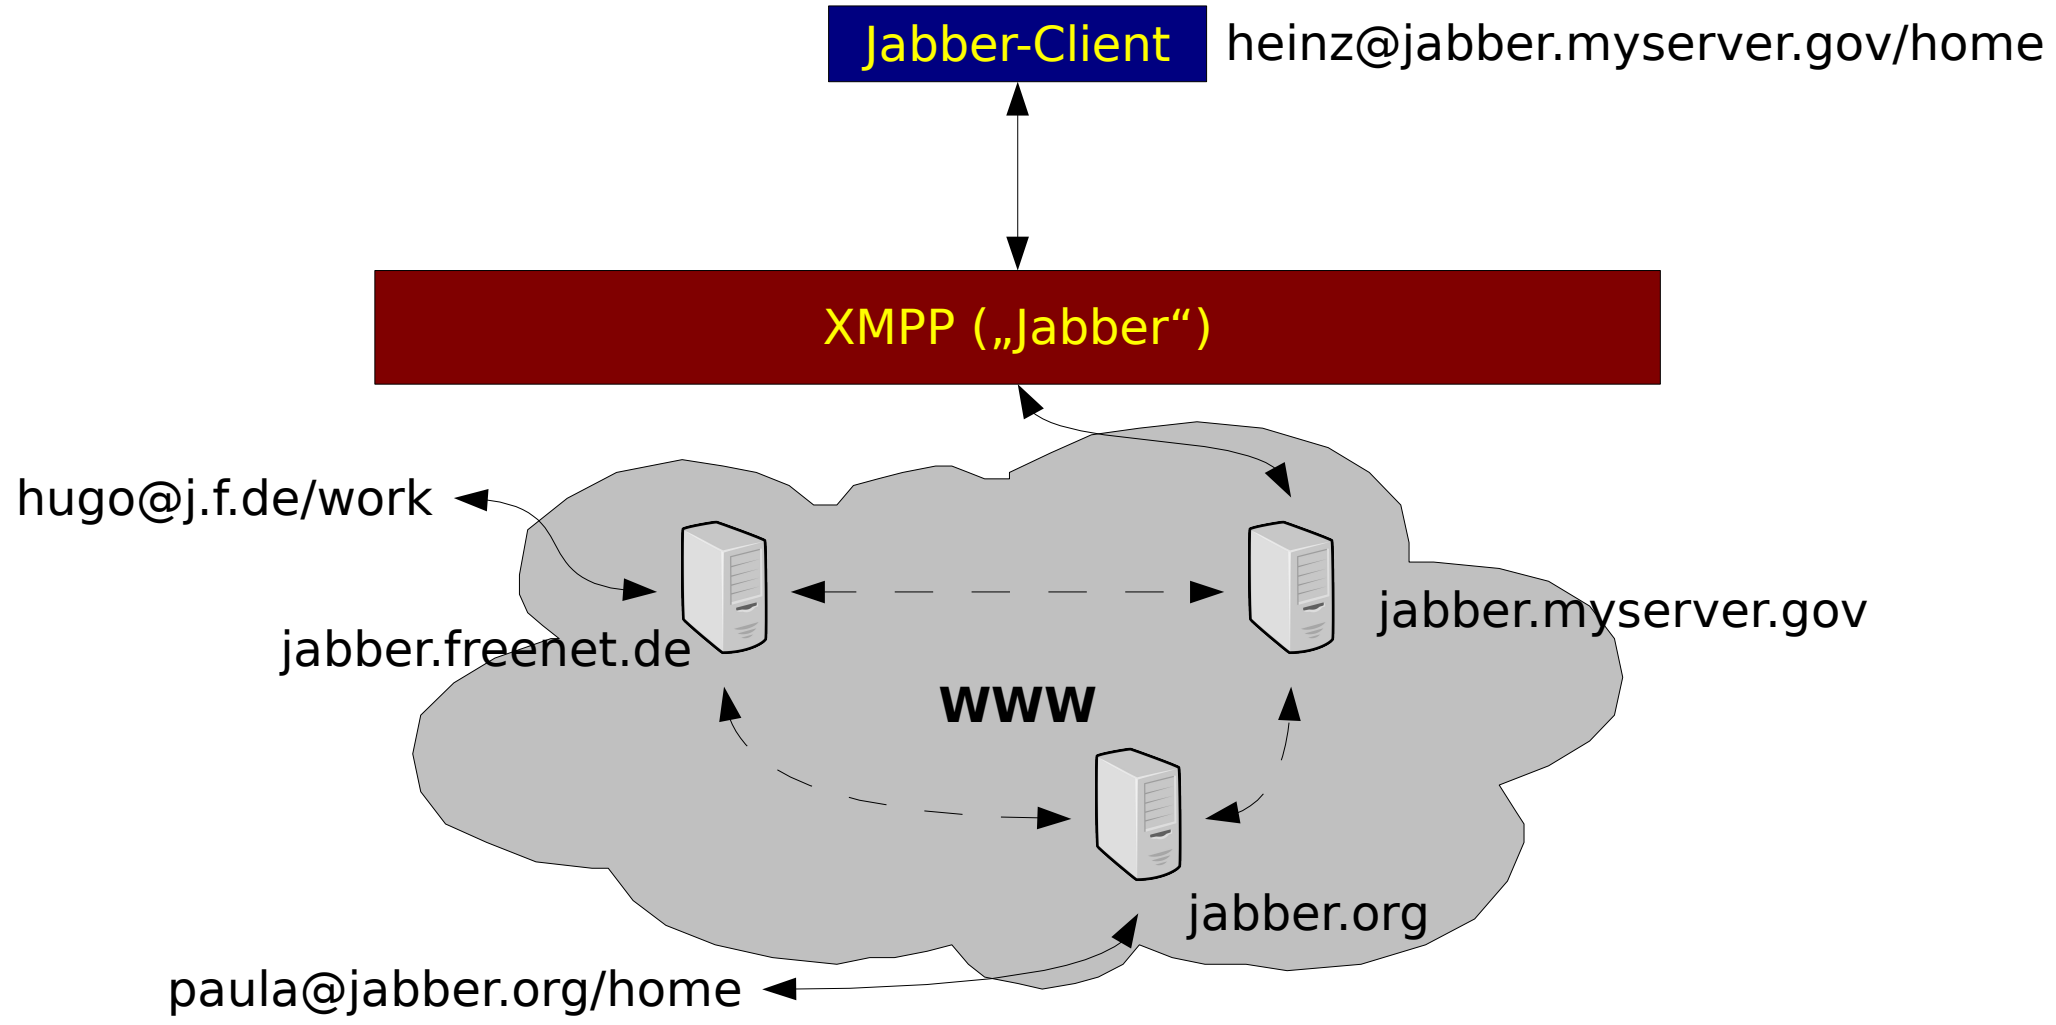 Jabber-Client
heinz@jabber.myserver.gov/home
XMPP („Jabber“)
hugo@j.f.de/work
jabber.myserver.gov
jabber.freenet.de
WWW
jabber.org
paula@jabber.org/home